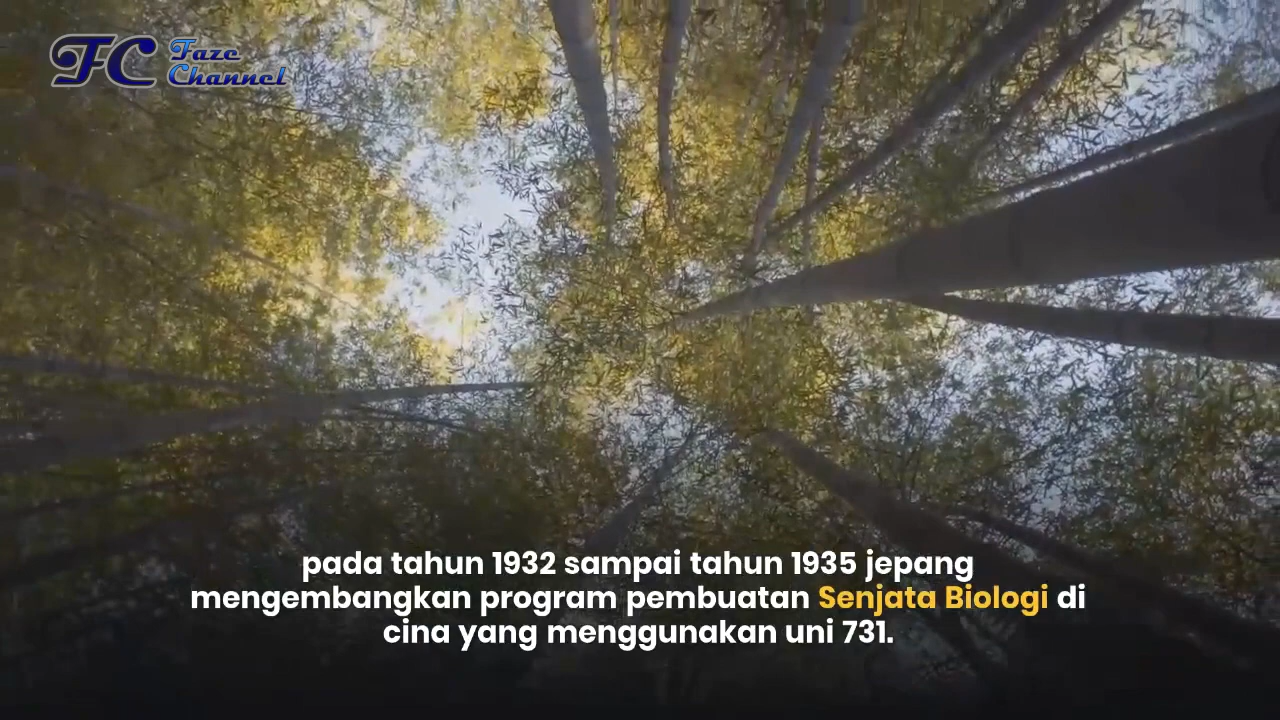 FC Faze
Channel
pada tahun 1932 sampai tahun 1935 jepang
mengembangkan program pembuatan Senjata Biologi di
cina yang menggunakan uni 731.